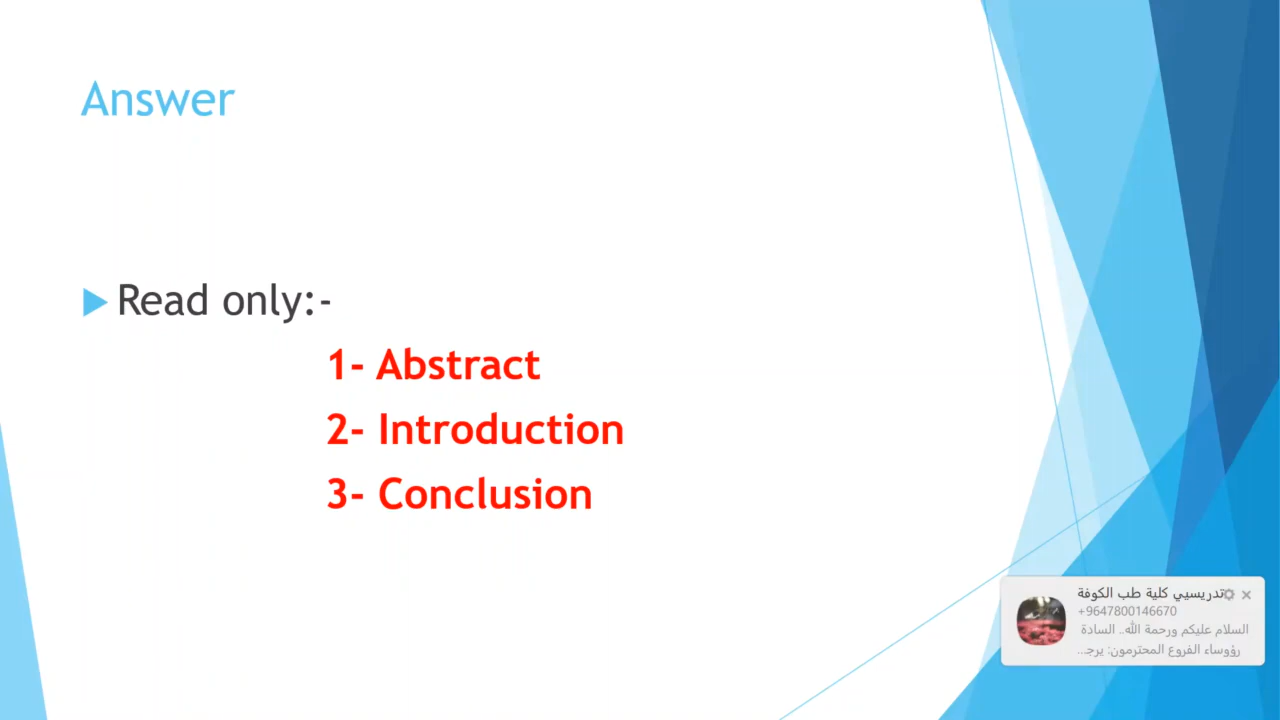 Answer
Read only:-
1- Abstract
2- Introduction
3- Conclusion
تدريسيي كلية طب الكوفة
+9647800146670
السلام عليكم ورحمة الله.. السادة
رؤوساء الفروع المحترمون: يرجـ...